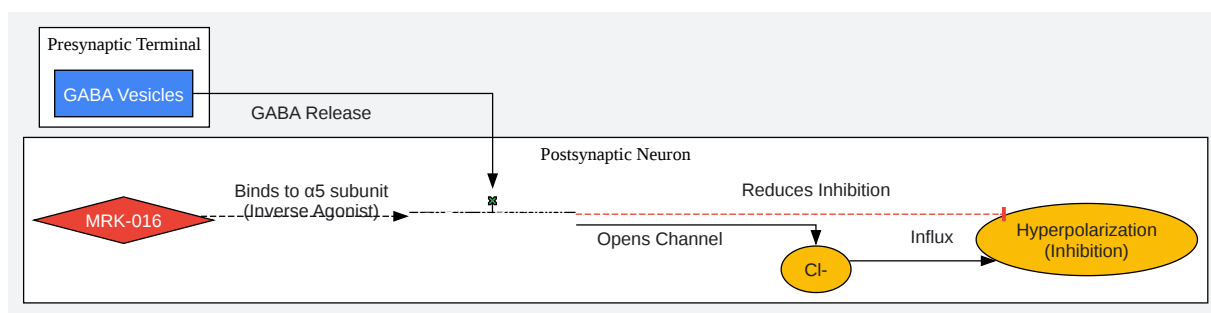 Presynaptic Terminal
GABA Vesicles
GABA Release
Postsynaptic Neuron
Binds to α5 subunit
(Inverse Agonist)
MRK-016
Reduces Inhibition
Opens Channel
Cl-
Influx
Hyperpolarization
(Inhibition)